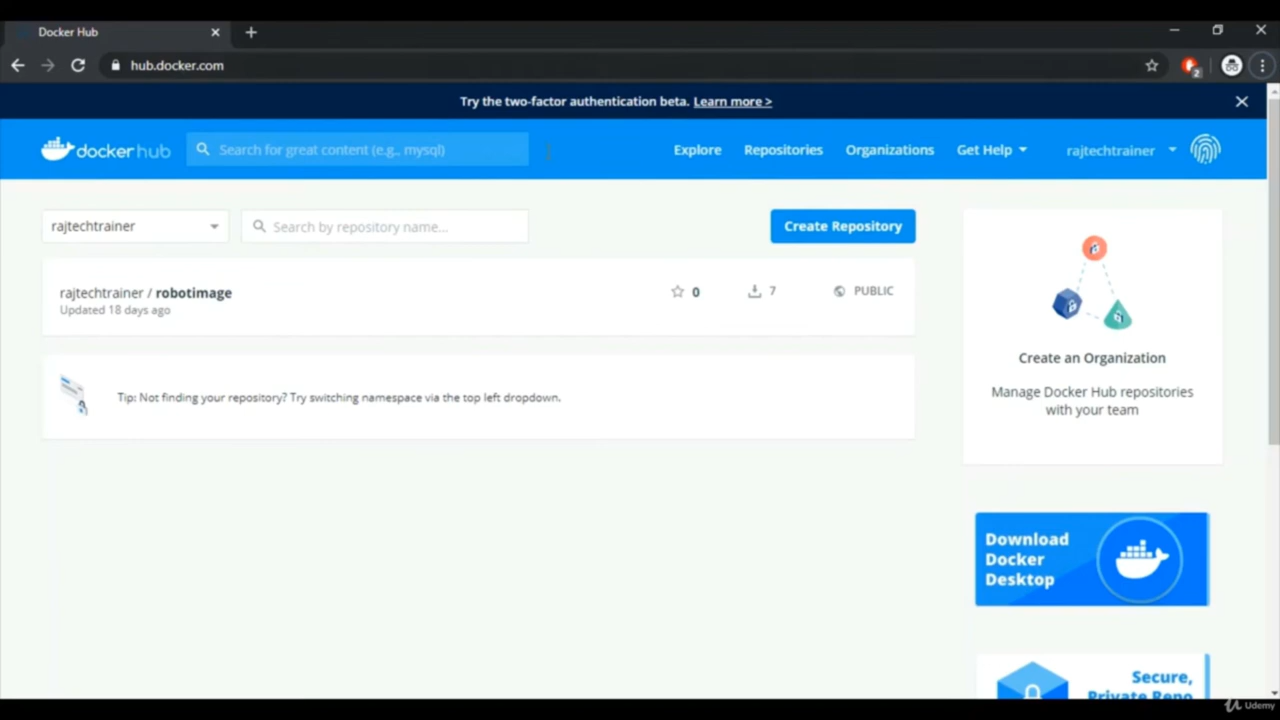 Docker Hub
hub.docker.com
2
Try the two-factor authentication beta. Learn more >
docker hub
Search for great content (e.g., mysql)
Explore
Repositories
Organizations
Get Help
rajtechtrainer
rajtechtrainer
Search by repository name...
Create Repository
rajtechtrainer / robotimage
Updated 18 days ago
0
7
PUBLIC
Tip: Not finding your repository? Try switching namespace via the top left dropdown.
Create an Organization
Manage Docker Hub repositories
with your team
Download
Docker
Desktop
Secure,
Private Repo
Udemy